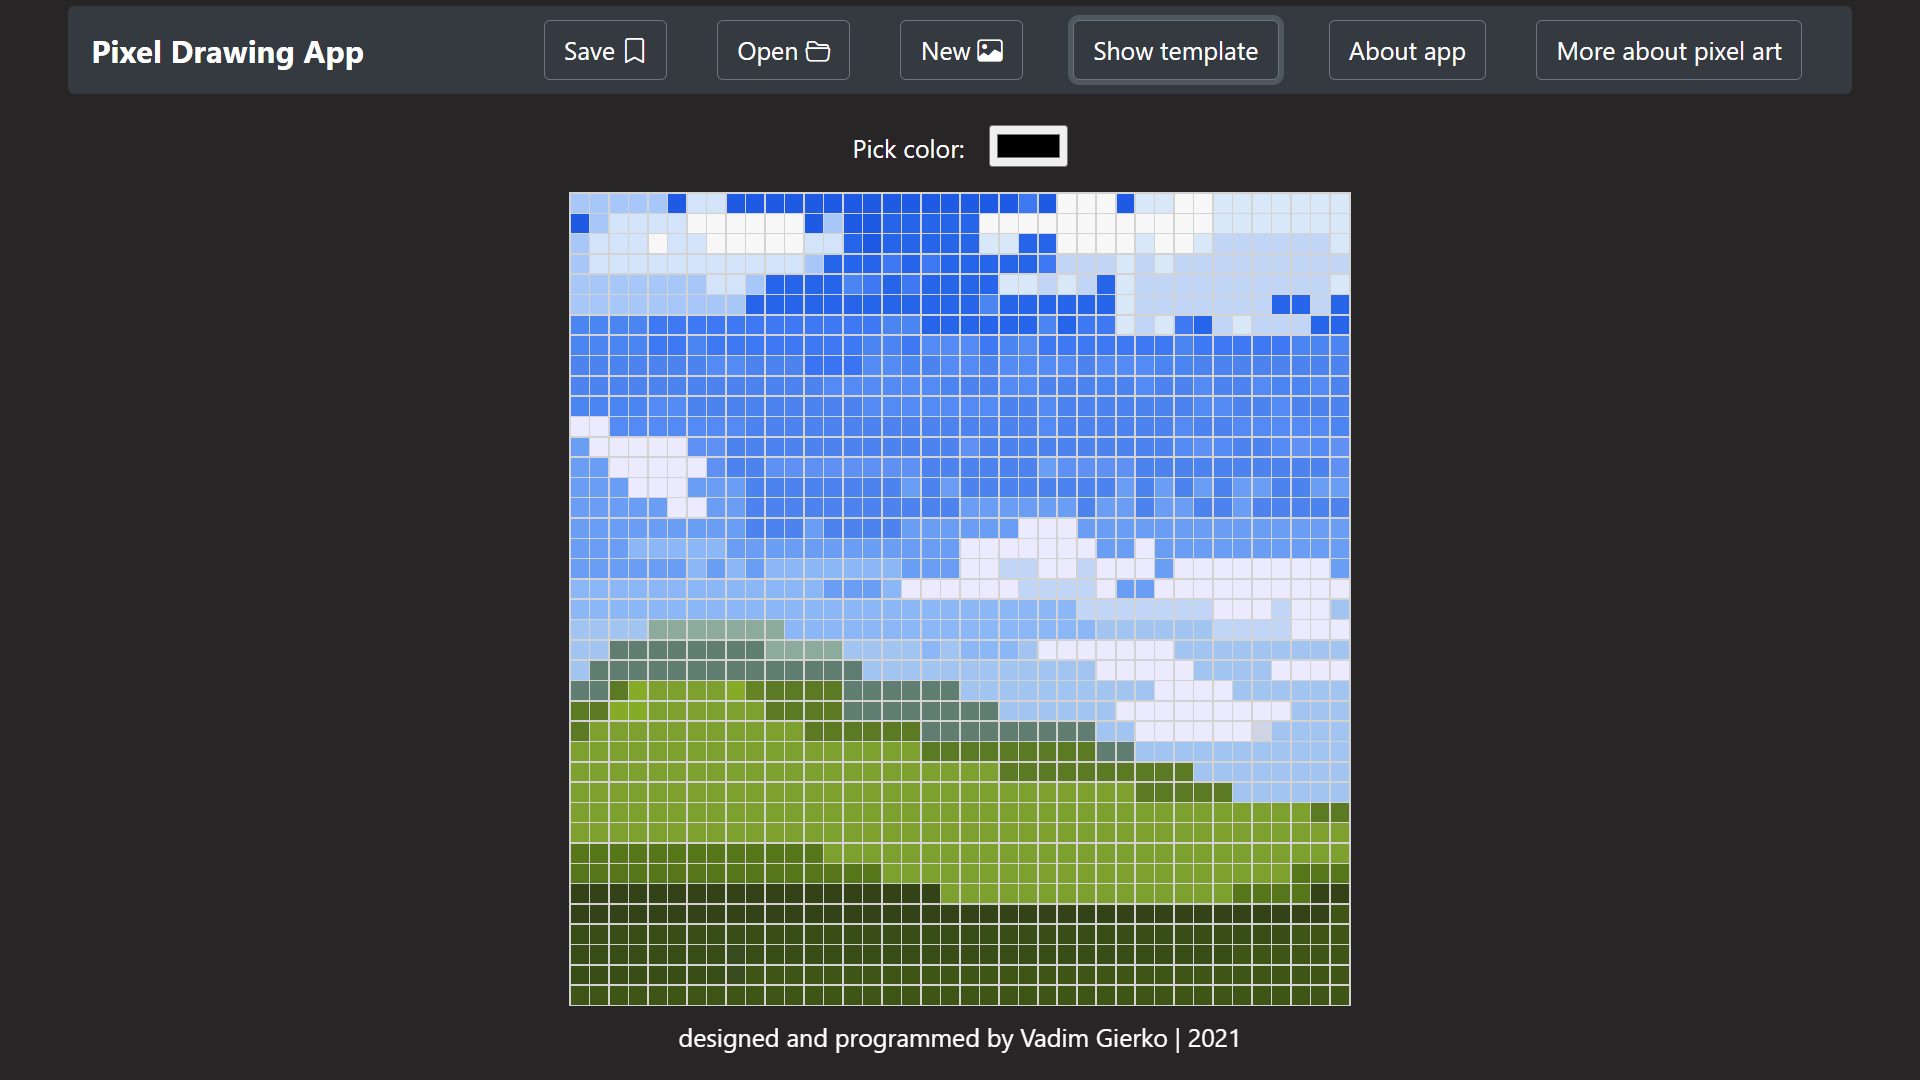 Pixel Drawing App
Save
Open
New
Show template
About app
More about pixel art
Pick color:
designed and programmed by Vadim Gierko | 2021